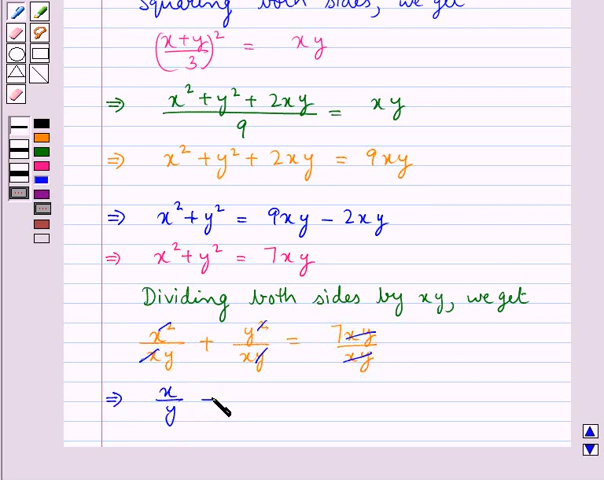 Squaring both sides, we get
((x+y)/3)² = xy
⇒ (x² + y² + 2xy)/9 = xy
⇒ x² + y² + 2xy = 9xy
⇒ x² + y² = 9xy − 2xy
⇒ x² + y² = 7xy
Dividing both sides by xy, we get
x²/xy + y²/xy = 7xy/xy
⇒ x/y